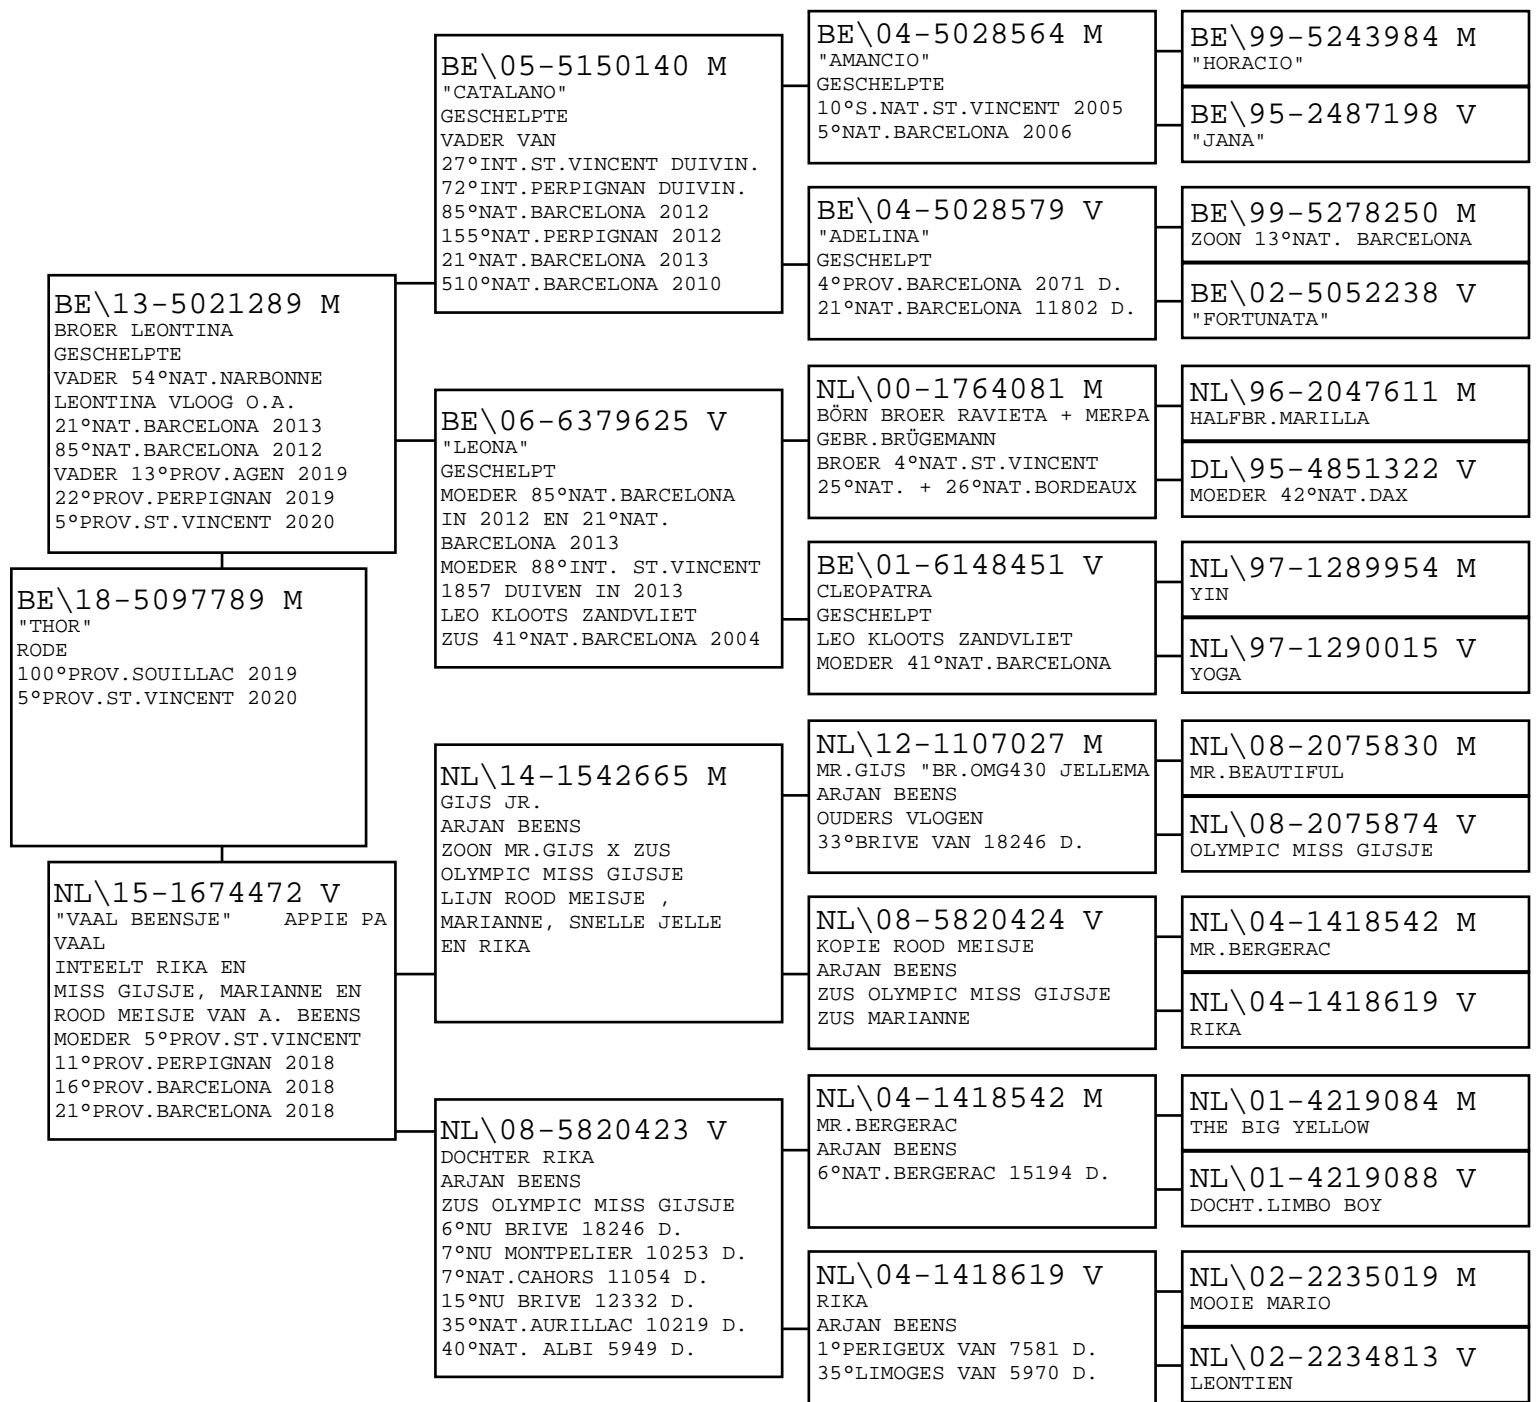 BE\18-5097789 M
"THOR"
RODE
100°PROV.SOUILLAC 2019
5°PROV.ST.VINCENT 2020
BE\13-5021289 M
BROER LEONTINA
GESCHELPTE
VADER 54°NAT.NARBONNE
LEONTINA VLOOG O.A.
21°NAT.BARCELONA 2013
85°NAT.BARCELONA 2012
VADER 13°PROV.AGEN 2019
22°PROV.PERPIGNAN 2019
5°PROV.ST.VINCENT 2020
NL\15-1674472 V
"VAAL BEENSJE" APPIE PA
VAAL
INTEELT RIKA EN
MISS GIJSJE, MARIANNE EN
ROOD MEISJE VAN A. BEENS
MOEDER 5°PROV.ST.VINCENT
11°PROV.PERPIGNAN 2018
16°PROV.BARCELONA 2018
21°PROV.BARCELONA 2018
BE\05-5150140 M
"CATALANO"
GESCHELPTE
VADER VAN
27°INT.ST.VINCENT DUIVIN.
72°INT.PERPIGNAN DUIVIN.
85°NAT.BARCELONA 2012
155°NAT.PERPIGNAN 2012
21°NAT.BARCELONA 2013
510°NAT.BARCELONA 2010
BE\06-6379625 V
"LEONA"
GESCHELPT
MOEDER 85°NAT.BARCELONA
IN 2012 EN 21°NAT.
BARCELONA 2013
MOEDER 88°INT. ST.VINCENT
1857 DUIVEN IN 2013
LEO KLOOTS ZANDVLIET
ZUS 41°NAT.BARCELONA 2004
NL\14-1542665 M
GIJS JR.
ARJAN BEENS
ZOON MR.GIJS X ZUS
OLYMPIC MISS GIJSJE
LIJN ROOD MEISJE ,
MARIANNE, SNELLE JELLE
EN RIKA
NL\08-5820423 V
DOCHTER RIKA
ARJAN BEENS
ZUS OLYMPIC MISS GIJSJE
6°NU BRIVE 18246 D.
7°NU MONTPELIER 10253 D.
7°NAT.CAHORS 11054 D.
15°NU BRIVE 12332 D.
35°NAT.AURILLAC 10219 D.
40°NAT. ALBI 5949 D.
BE\04-5028564 M
"AMANCIO"
GESCHELPTE
10°S.NAT.ST.VINCENT 2005
5°NAT.BARCELONA 2006
BE\04-5028579 V
"ADELINA"
GESCHELPT
4°PROV.BARCELONA 2071 D.
21°NAT.BARCELONA 11802 D.
NL\00-1764081 M
BÖRN BROER RAVIETA + MERPA
GEBR.BRÜGEMANN
BROER 4°NAT.ST.VINCENT
25°NAT. + 26°NAT.BORDEAUX
BE\01-6148451 V
CLEOPATRA
GESCHELPT
LEO KLOOTS ZANDVLIET
MOEDER 41°NAT.BARCELONA
NL\12-1107027 M
MR.GIJS "BR.OMG430 JELLEMA
ARJAN BEENS
OUDERS VLOGEN
33°BRIVE VAN 18246 D.
NL\08-5820424 V
KOPIE ROOD MEISJE
ARJAN BEENS
ZUS OLYMPIC MISS GIJSJE
ZUS MARIANNE
NL\04-1418542 M
MR.BERGERAC
ARJAN BEENS
6°NAT.BERGERAC 15194 D.
NL\04-1418619 V
RIKA
ARJAN BEENS
1°PERIGEUX VAN 7581 D.
35°LIMOGES VAN 5970 D.
BE\99-5243984 M
"HORACIO"
BE\95-2487198 V
"JANA"
BE\99-5278250 M
ZOON 13°NAT. BARCELONA
BE\02-5052238 V
"FORTUNATA"
NL\96-2047611 M
HALFBR.MARILLA
DL\95-4851322 V
MOEDER 42°NAT.DAX
NL\97-1289954 M
YIN
NL\97-1290015 V
YOGA
NL\08-2075830 M
MR.BEAUTIFUL
NL\08-2075874 V
OLYMPIC MISS GIJSJE
NL\04-1418542 M
MR.BERGERAC
NL\04-1418619 V
RIKA
NL\01-4219084 M
THE BIG YELLOW
NL\01-4219088 V
DOCHT.LIMBO BOY
NL\02-2235019 M
MOOIE MARIO
NL\02-2234813 V
LEONTIEN